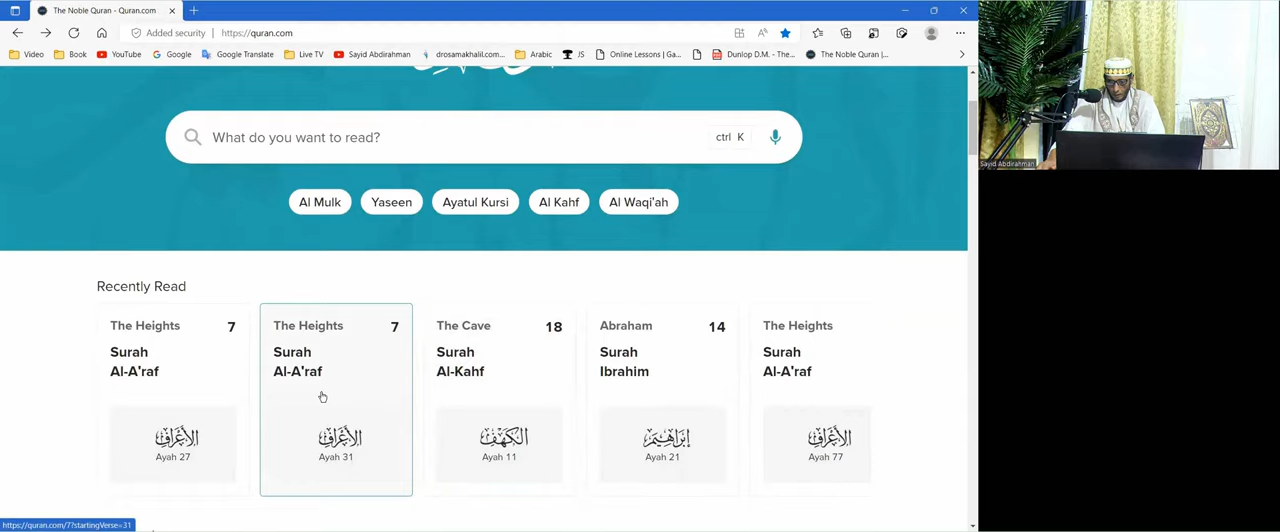 The Noble Quran - Quran.com
Added security
https://quran.com
Video
Book
YouTube
Google
Google Translate
Live TV
Sayid Abdirahman
drosamakhalil.com...
Arabic
JS
Online Lessons | Ga...
Dunlop D.M. - The...
The Noble Quran |...
What do you want to read?
ctrl K
Al Mulk
Yaseen
Ayatul Kursi
Al Kahf
Al Waqi'ah
Recently Read
The Heights 7
Surah
Al-A'raf
الأعراف
Ayah 27
The Heights 7
Surah
Al-A'raf
الأعراف
Ayah 31
The Cave 18
Surah
Al-Kahf
الكهف
Ayah 11
Abraham 14
Surah
Ibrahim
إبراهيم
Ayah 21
The Heights
Surah
Al-A'raf
الأعراف
Ayah 77
https://quran.com/7?startingVerse=31
Sayid Abdirahman